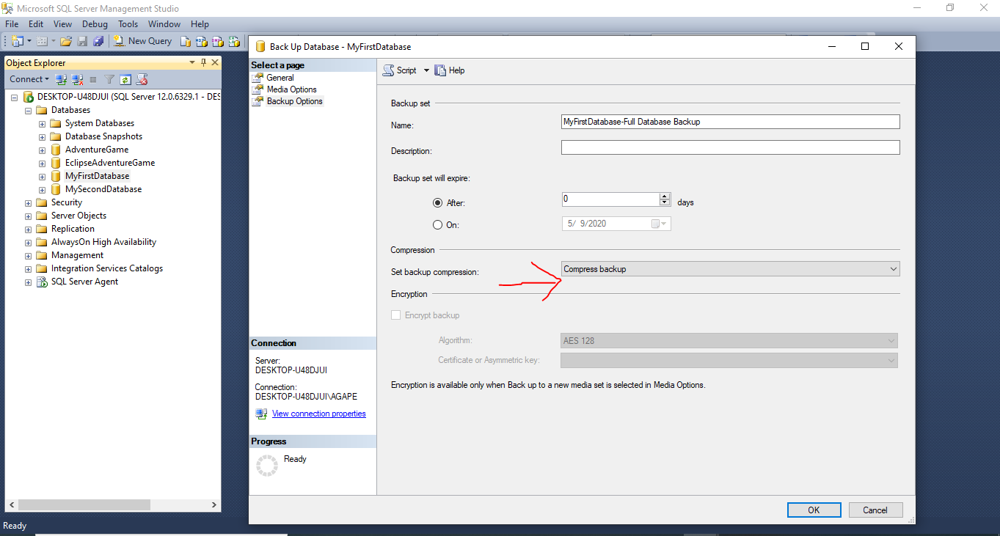 Microsoft SQL Server Management Studio
File Edit View Debug Tools Window Help
New Query
Object Explorer
Connect
DESKTOP-U48DJUI (SQL Server 12.0.6329.1 - DES
Databases
System Databases
Database Snapshots
AdventureGame
EclipseAdventureGame
MyFirstDatabase
MySecondDatabase
Security
Server Objects
Replication
AlwaysOn High Availability
Management
Integration Services Catalogs
SQL Server Agent
Ready
Back Up Database - MyFirstDatabase
Select a page
General
Media Options
Backup Options
Connection
Server:
DESKTOP-U48DJUI
Connection:
DESKTOP-U48DJUI\AGAPE
View connection properties
Progress
Ready
Script Help
Backup set
Name: MyFirstDatabase-Full Database Backup
Description:
Backup set will expire:
After: 0 days
On: 5/ 9/2020
Compression
Set backup compression: Compress backup
Encryption
Encrypt backup
Algorithm: AES 128
Certificate or Asymmetric key:
Encryption is available only when Back up to a new media set is selected in Media Options.
OK Cancel